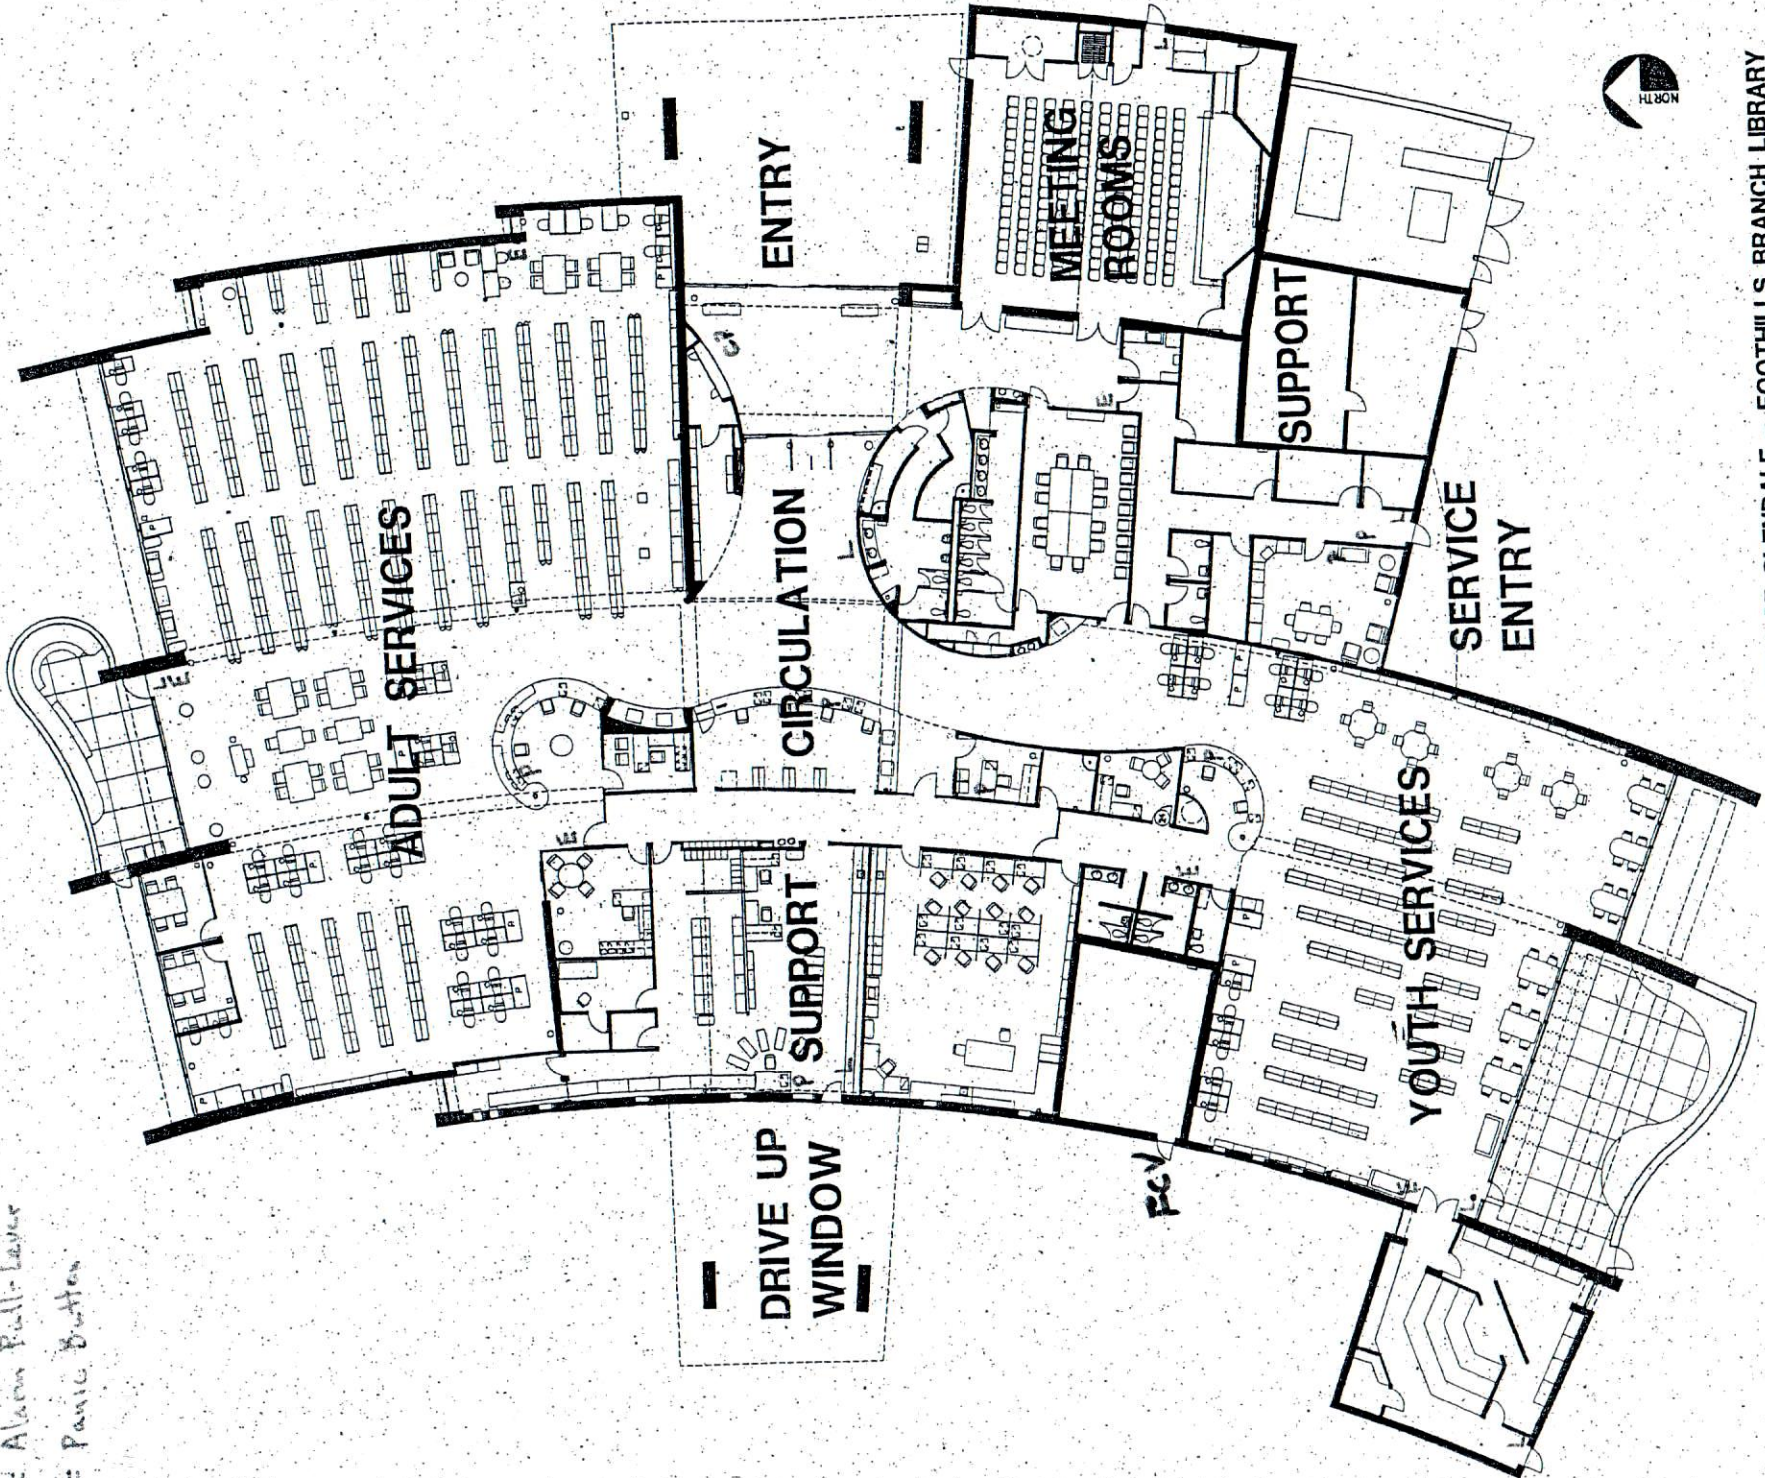 Alarm Pull-Lever
= Panic Button
ADULT SERVICES
ENTRY
MEETING
ROOMS
SUPPORT
CIRCULATION
SERVICE
ENTRY
SUPPORT
YOUTH SERVICES
DRIVE UP
WINDOW
FCV
CP
NORTH
FOOTHILLS BRANCH LIBRARY
E
E
E
E
E
E
L
L
L
L
L
P
P
P
P